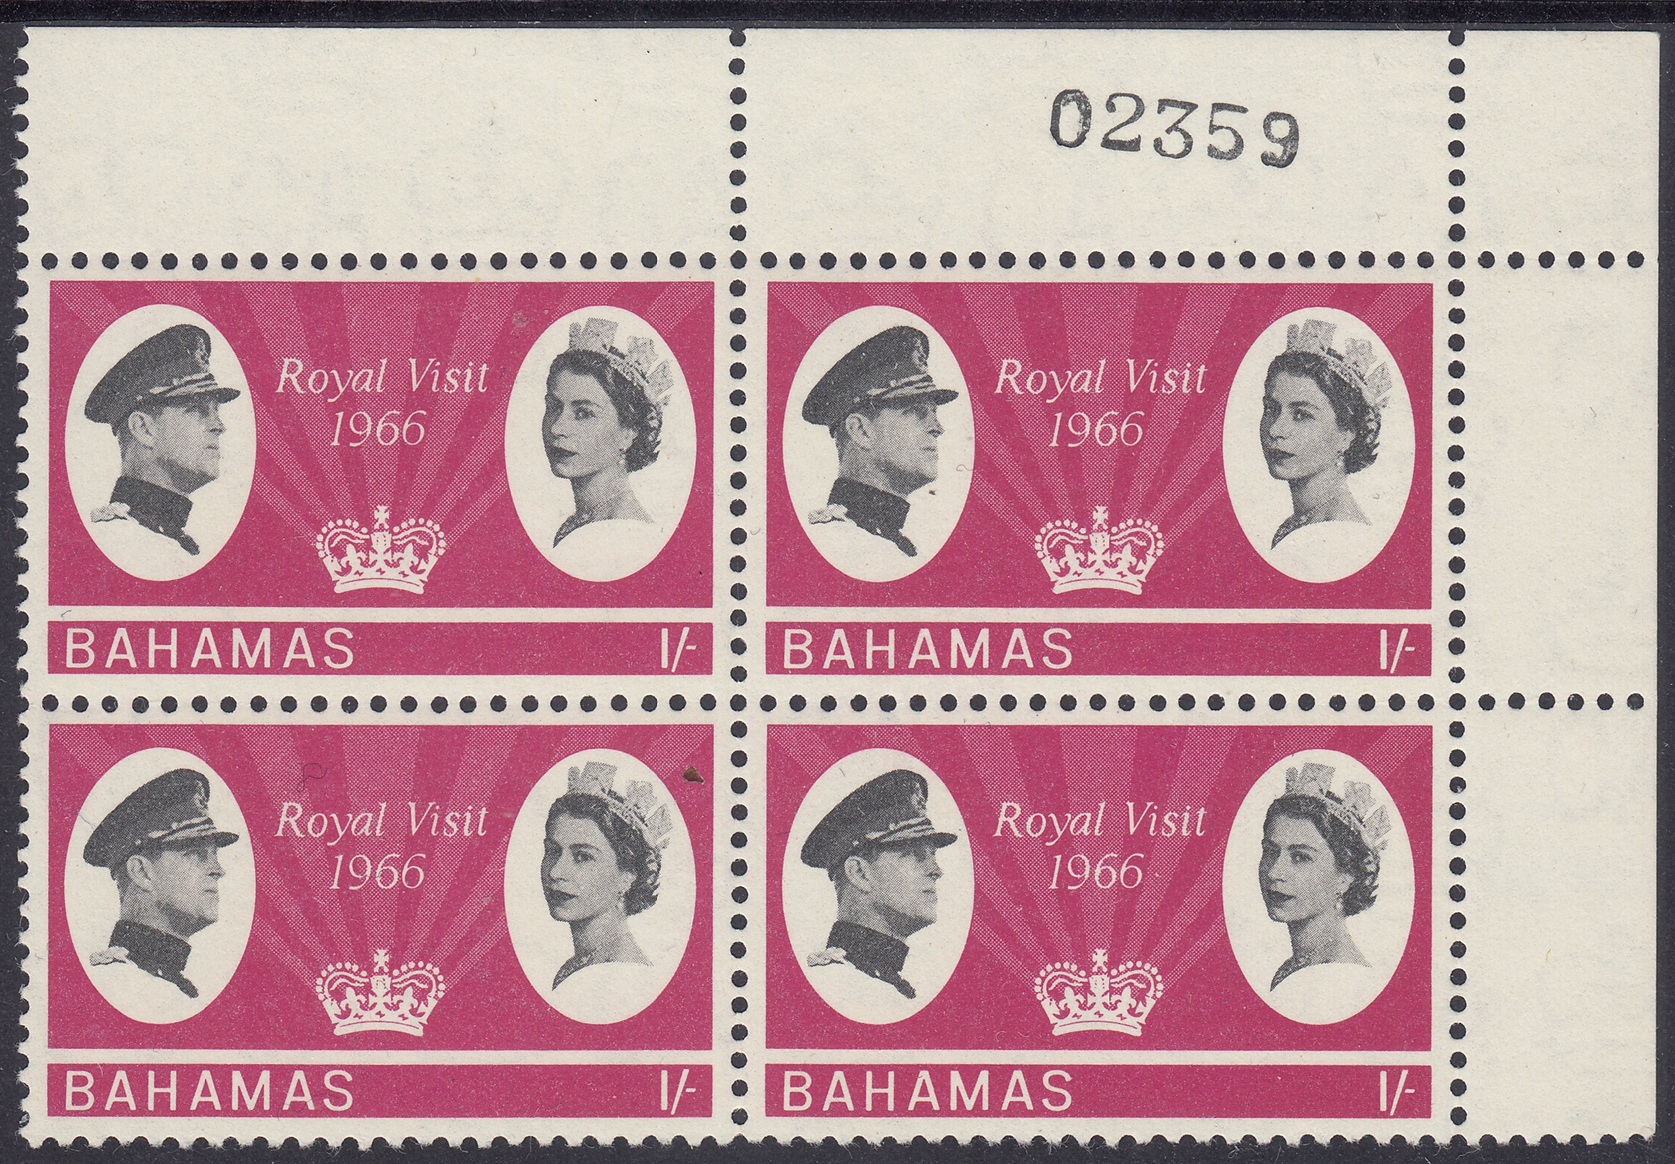 02359
Royal Visit
1966
BAHAMAS 1/-
Royal Visit
1966
BAHAMAS 1/-
Royal Visit
1966
BAHAMAS 1/-
Royal Visit
1966
BAHAMAS 1/-